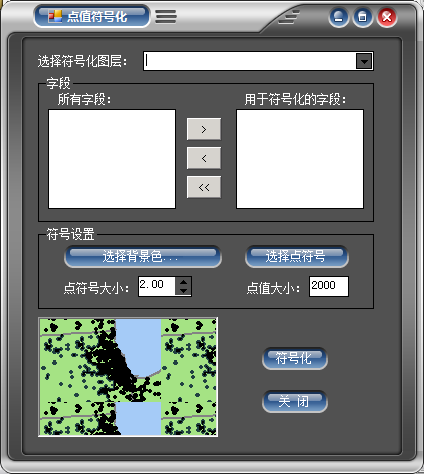 点值符号化
选择符号化图层:
字段
所有字段: 用于符号化的字段:
>
<
<<
符号设置
选择背景色... 选择点符号
点符号大小: 2.00 点值大小: 2000
符号化
关 闭